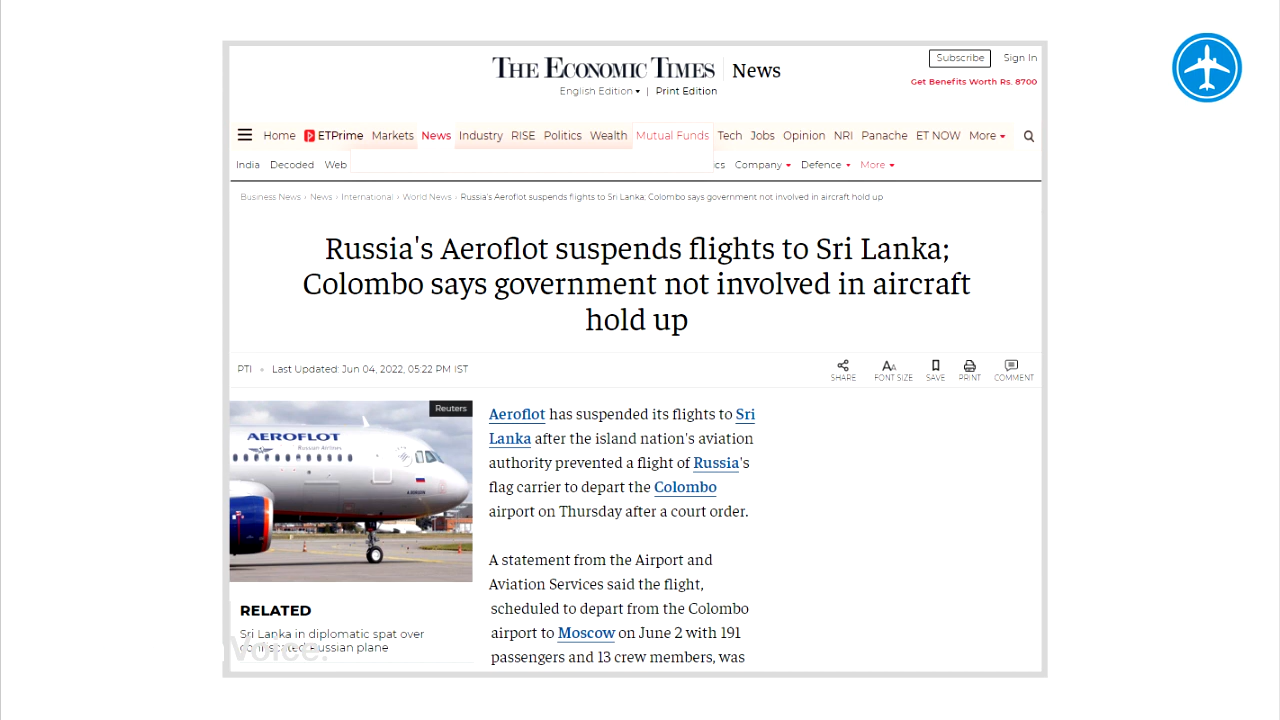 THE ECONOMIC TIMES News
Subscribe Sign In
English Edition | Print Edition
Get Benefits Worth Rs. 8700
Home ETPrime Markets News Industry RISE Politics Wealth Mutual Funds Tech Jobs Opinion NRI Panache ET NOW More
India Decoded Web cs Company Defence More
Business News › News › International › World News › Russia's Aeroflot suspends flights to Sri Lanka; Colombo says government not involved in aircraft hold up
Russia's Aeroflot suspends flights to Sri Lanka;
Colombo says government not involved in aircraft
hold up
PTI • Last Updated: Jun 04, 2022, 05:22 PM IST
SHARE FONT SIZE SAVE PRINT COMMENT
Reuters
AEROFLOT
Russian Airlines
Aeroflot has suspended its flights to Sri
Lanka after the island nation's aviation
authority prevented a flight of Russia's
flag carrier to depart the Colombo
airport on Thursday after a court order.
A statement from the Airport and
Aviation Services said the flight,
scheduled to depart from the Colombo
airport to Moscow on June 2 with 191
passengers and 13 crew members, was
RELATED
Sri Lanka in diplomatic spat over
confiscated Russian plane
Voice.